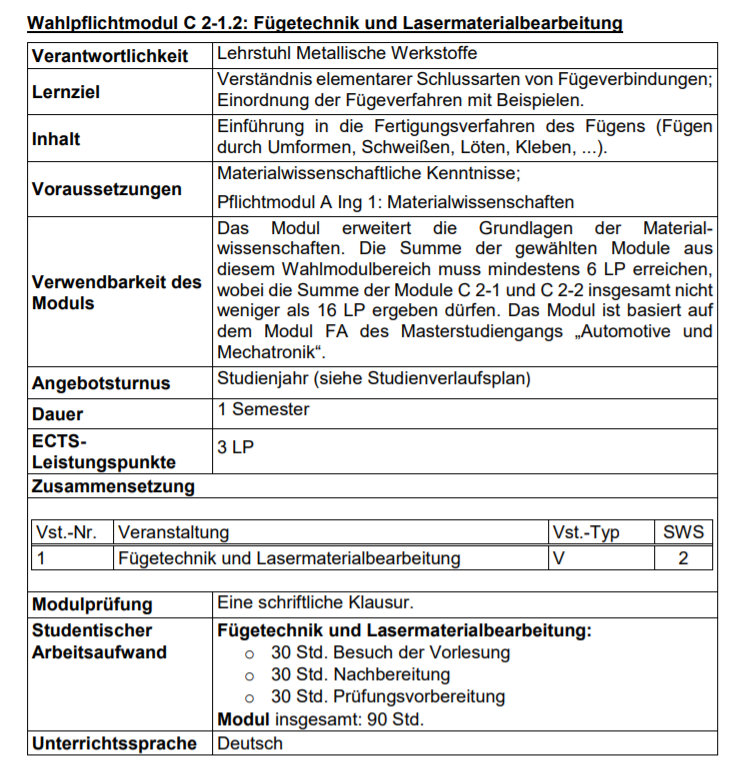 Wahlpflichtmodul C 2-1.2: Fügetechnik und Lasermaterialbearbeitung
Verantwortlichkeit Lehrstuhl Metallische Werkstoffe
Lernziel
Verständnis elementarer Schlussarten von Fügeverbindungen;
Einordnung der Fügeverfahren mit Beispielen.
Inhalt
Einführung in die Fertigungsverfahren des Fügens (Fügen
durch Umformen, Schweißen, Löten, Kleben, ...).
Voraussetzungen
Materialwissenschaftliche Kenntnisse;
Pflichtmodul A Ing 1: Materialwissenschaften
Verwendbarkeit des
Moduls
Das Modul erweitert die Grundlagen der Material-
wissenschaften. Die Summe der gewählten Module aus
diesem Wahlmodulbereich muss mindestens 6 LP erreichen,
wobei die Summe der Module C 2-1 und C 2-2 insgesamt nicht
weniger als 16 LP ergeben dürfen. Das Modul ist basiert auf
dem Modul FA des Masterstudiengangs „Automotive und
Mechatronik“.
Angebotsturnus Studienjahr (siehe Studienverlaufsplan)
Dauer 1 Semester
ECTS-
Leistungspunkte
3 LP
Zusammensetzung
Vst.-Nr. Veranstaltung Vst.-Typ SWS
1 Fügetechnik und Lasermaterialbearbeitung V 2
Modulprüfung Eine schriftliche Klausur.
Studentischer
Arbeitsaufwand
Fügetechnik und Lasermaterialbearbeitung:
○ 30 Std. Besuch der Vorlesung
○ 30 Std. Nachbereitung
○ 30 Std. Prüfungsvorbereitung
Modul insgesamt: 90 Std.
Unterrichtssprache Deutsch